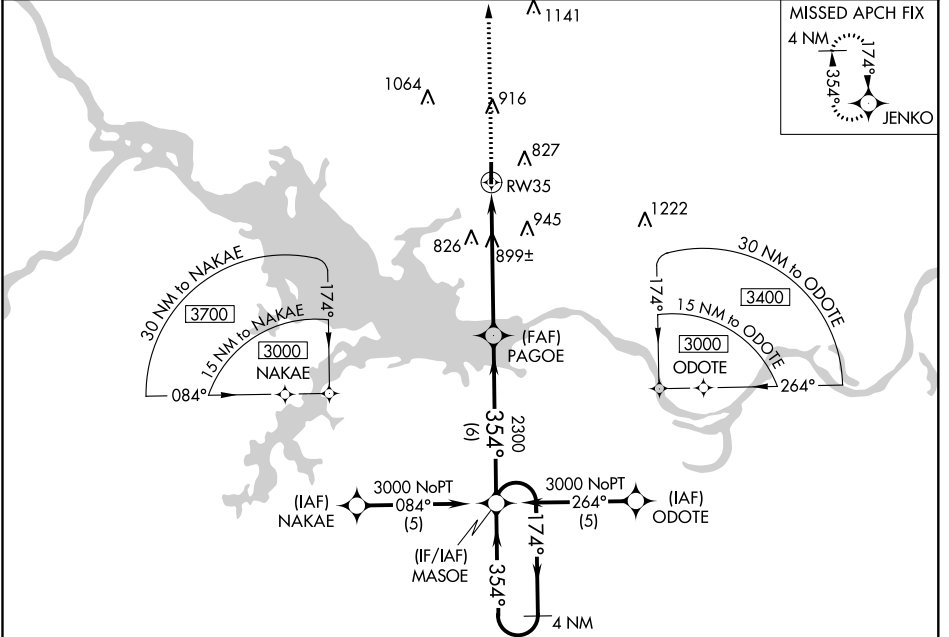 MISSED APCH FIX
4 NM
174°
354°
JENKO
1141
1064
916
827
RW35
1222
945
826
899±
30 NM to NAKAE
3700
15 NM to NAKAE
3000
NAKAE
174°
084°
30 NM to ODOTE
3400
15 NM to ODOTE
3000
ODOTE
174°
264°
(FAF)
PAGOE
2300
354°
(6)
(IAF)
NAKAE
3000 NoPT
084°
(5)
3000 NoPT
264°
(5)
(IAF)
ODOTE
(IF/IAF)
MASOE
174°
354°
4 NM